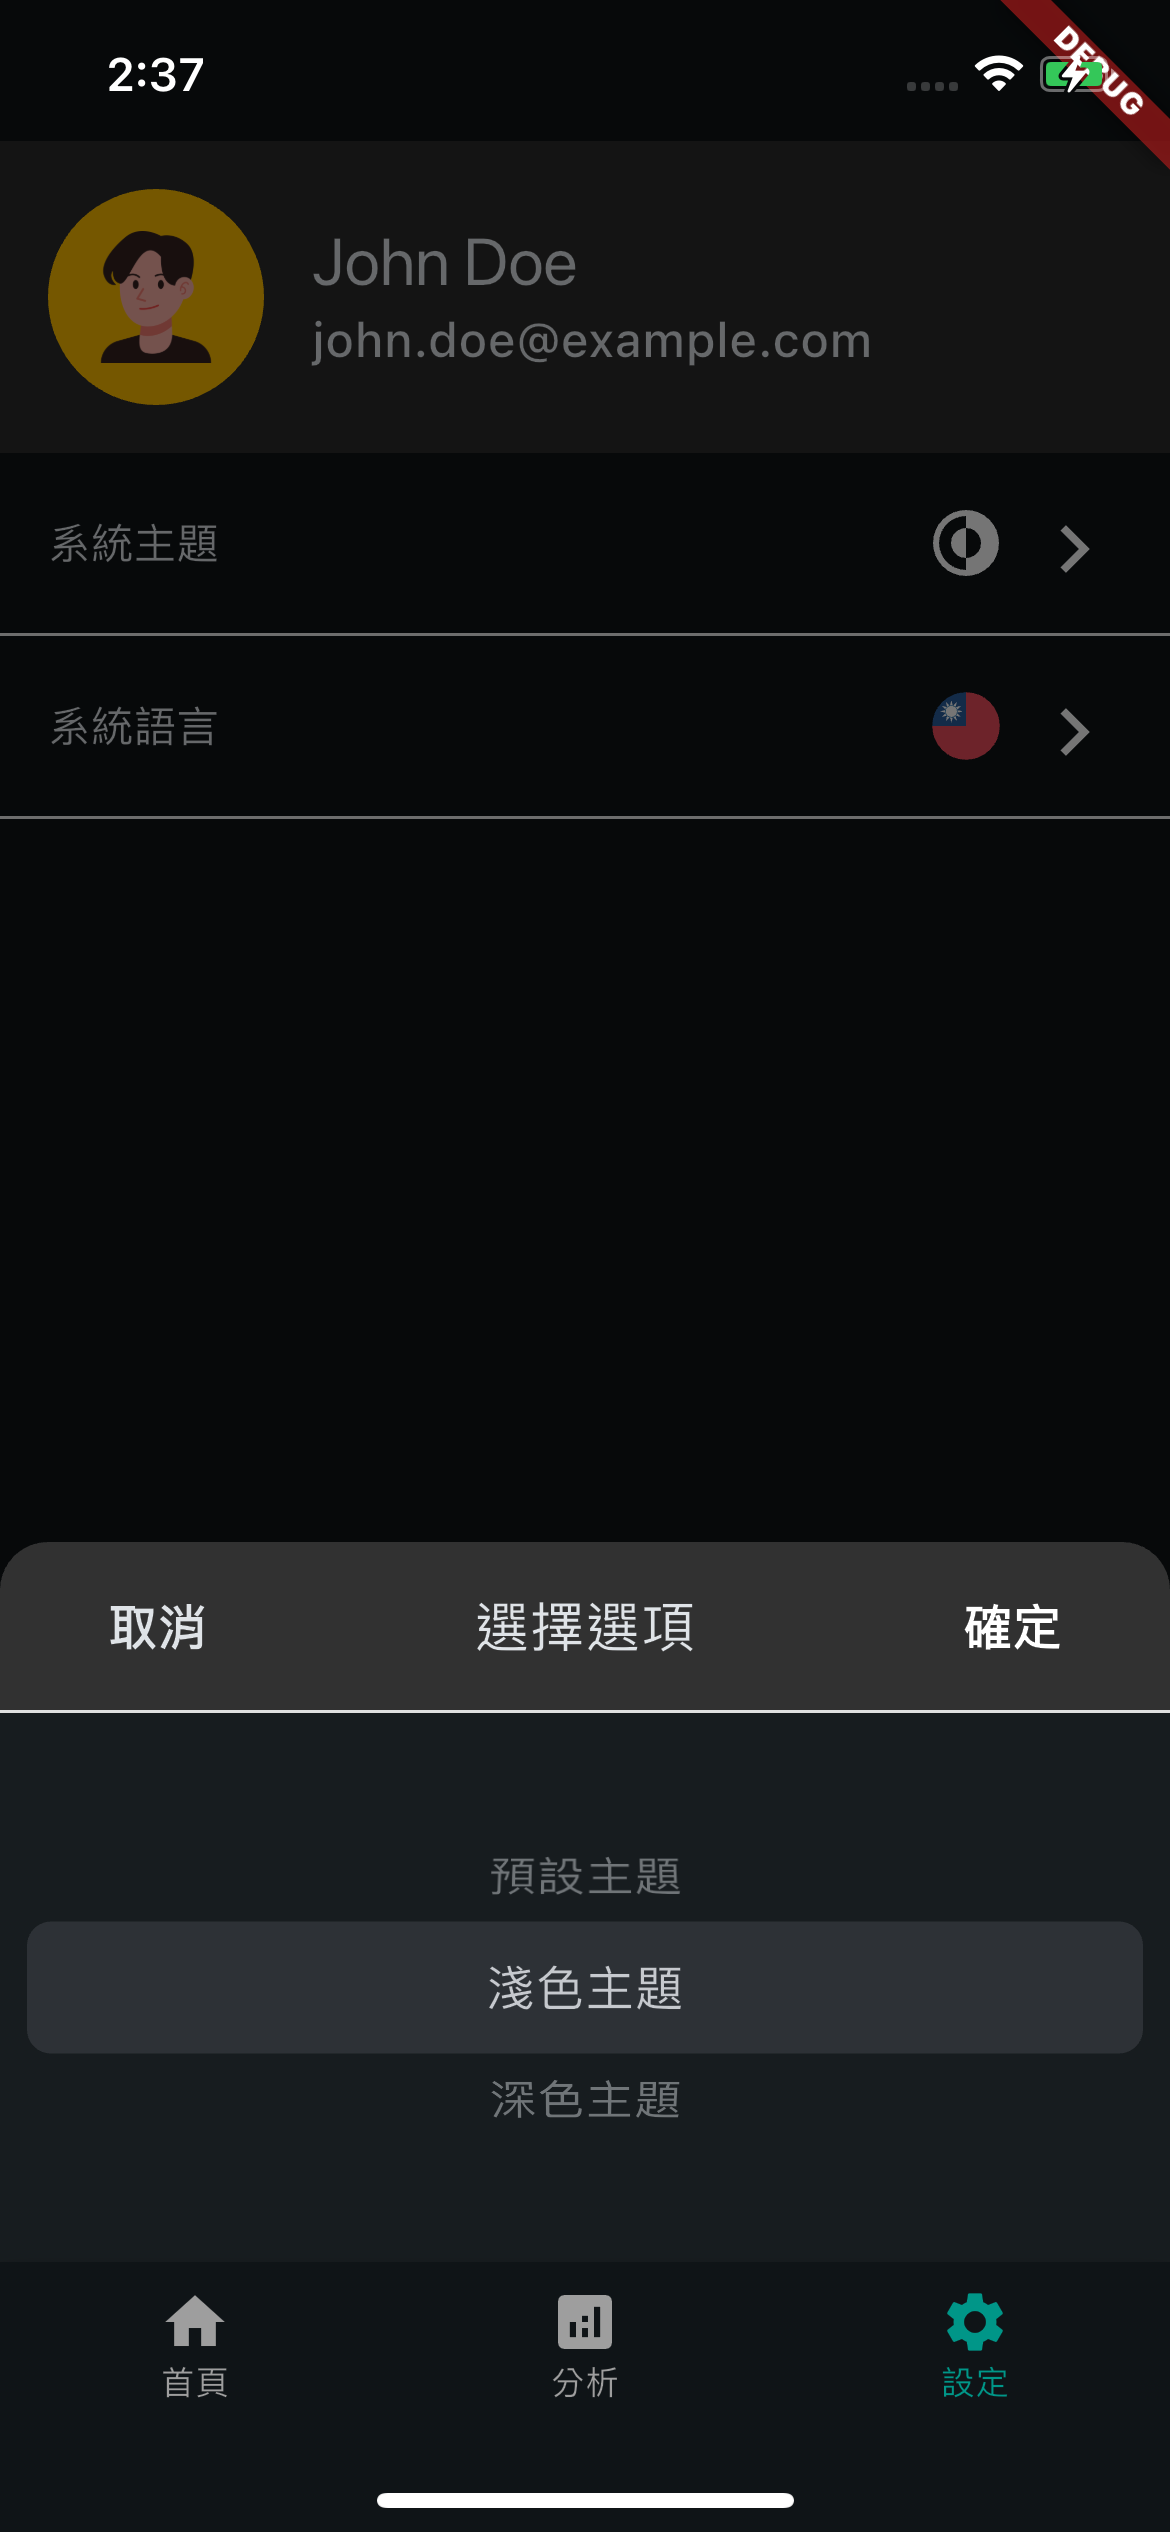 2:37
DEBUG
John Doe
john.doe@example.com
系統主題
系統語言
取消
選擇選項
確定
預設主題
淺色主題
深色主題
首頁
分析
設定